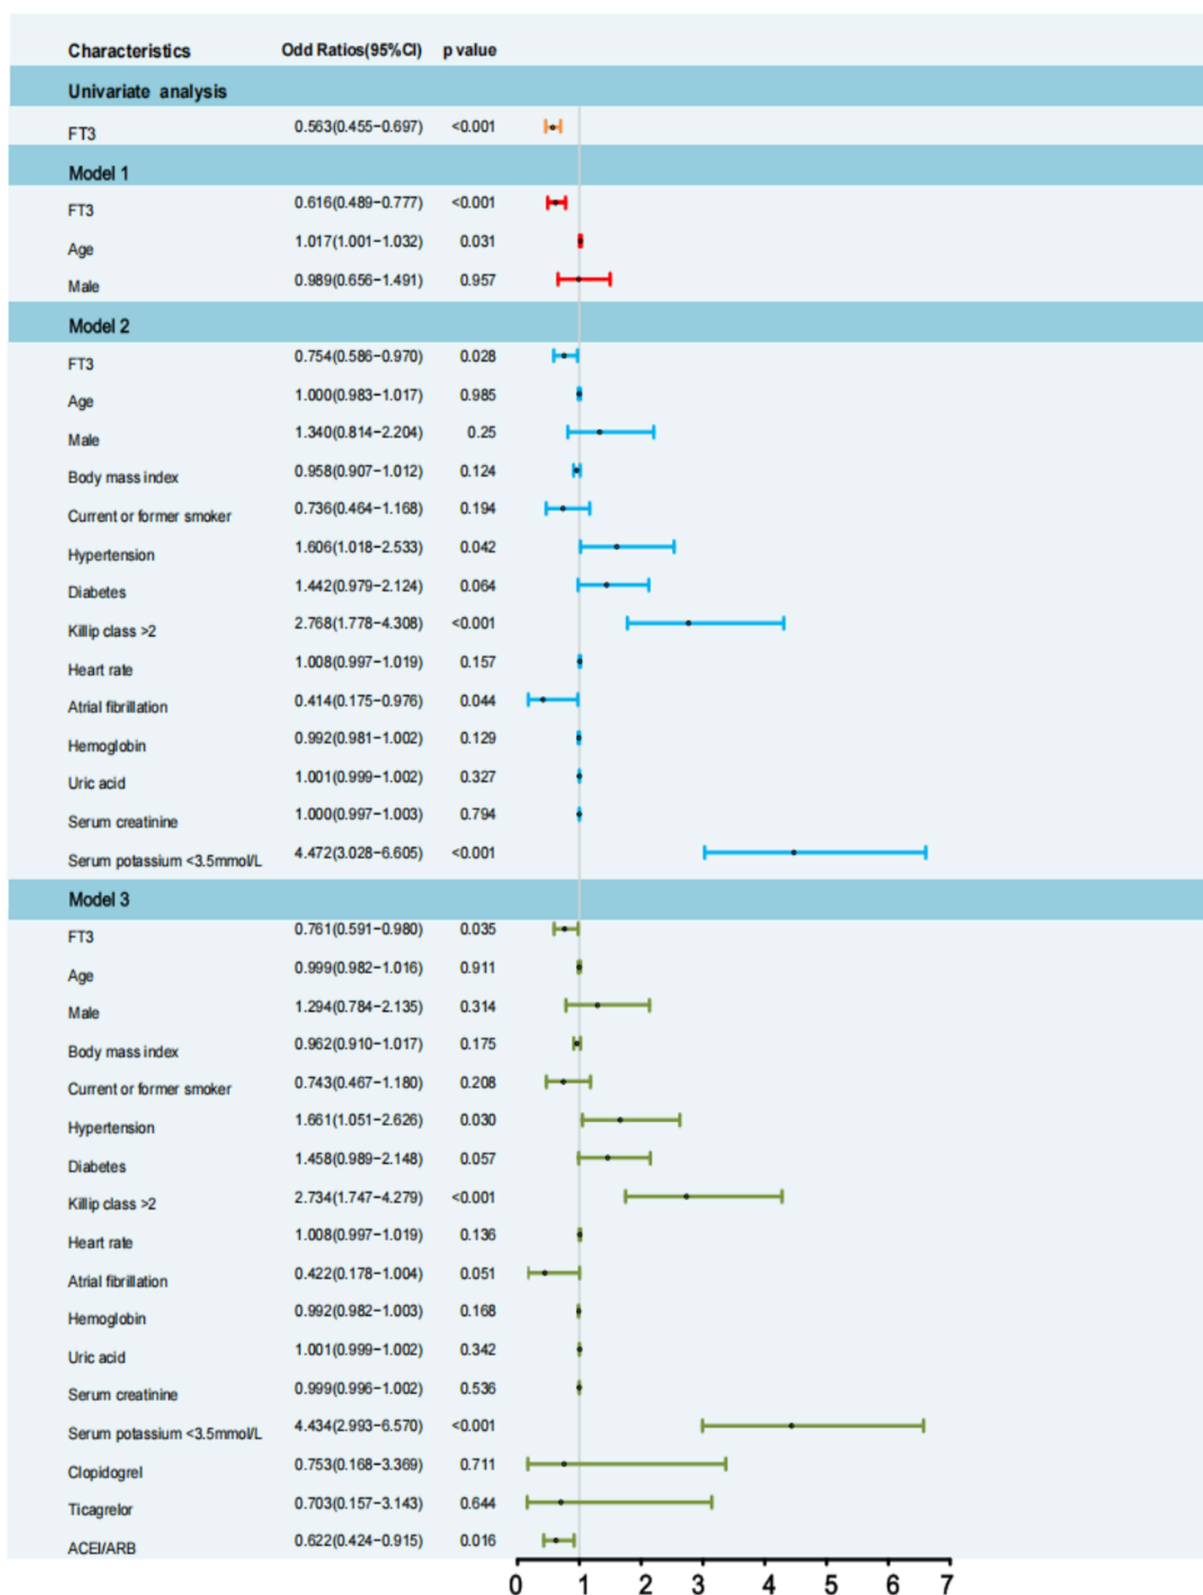 Characteristics Odd Ratios(95%CI) p value
Univariate analysis
FT3 0.563(0.455−0.697) <0.001
Model 1
FT3 0.616(0.489−0.777) <0.001
Age 1.017(1.001−1.032) 0.031
Male 0.989(0.656−1.491) 0.957
Model 2
FT3 0.754(0.586−0.970) 0.028
Age 1.000(0.983−1.017) 0.985
Male 1.340(0.814−2.204) 0.25
Body mass index 0.958(0.907−1.012) 0.124
Current or former smoker 0.736(0.464−1.168) 0.194
Hypertension 1.606(1.018−2.533) 0.042
Diabetes 1.442(0.979−2.124) 0.064
Killip class >2 2.768(1.778−4.308) <0.001
Heart rate 1.008(0.997−1.019) 0.157
Atrial fibrillation 0.414(0.175−0.976) 0.044
Hemoglobin 0.992(0.981−1.002) 0.129
Uric acid 1.001(0.999−1.002) 0.327
Serum creatinine 1.000(0.997−1.003) 0.794
Serum potassium <3.5mmol/L 4.472(3.028−6.605) <0.001
Model 3
FT3 0.761(0.591−0.980) 0.035
Age 0.999(0.982−1.016) 0.911
Male 1.294(0.784−2.135) 0.314
Body mass index 0.962(0.910−1.017) 0.175
Current or former smoker 0.743(0.467−1.180) 0.208
Hypertension 1.661(1.051−2.626) 0.030
Diabetes 1.458(0.989−2.148) 0.057
Killip class >2 2.734(1.747−4.279) <0.001
Heart rate 1.008(0.997−1.019) 0.136
Atrial fibrillation 0.422(0.178−1.004) 0.051
Hemoglobin 0.992(0.982−1.003) 0.168
Uric acid 1.001(0.999−1.002) 0.342
Serum creatinine 0.999(0.996−1.002) 0.536
Serum potassium <3.5mmol/L 4.434(2.993−6.570) <0.001
Clopidogrel 0.753(0.168−3.369) 0.711
Ticagrelor 0.703(0.157−3.143) 0.644
ACEI/ARB 0.622(0.424−0.915) 0.016
0 1 2 3 4 5 6 7